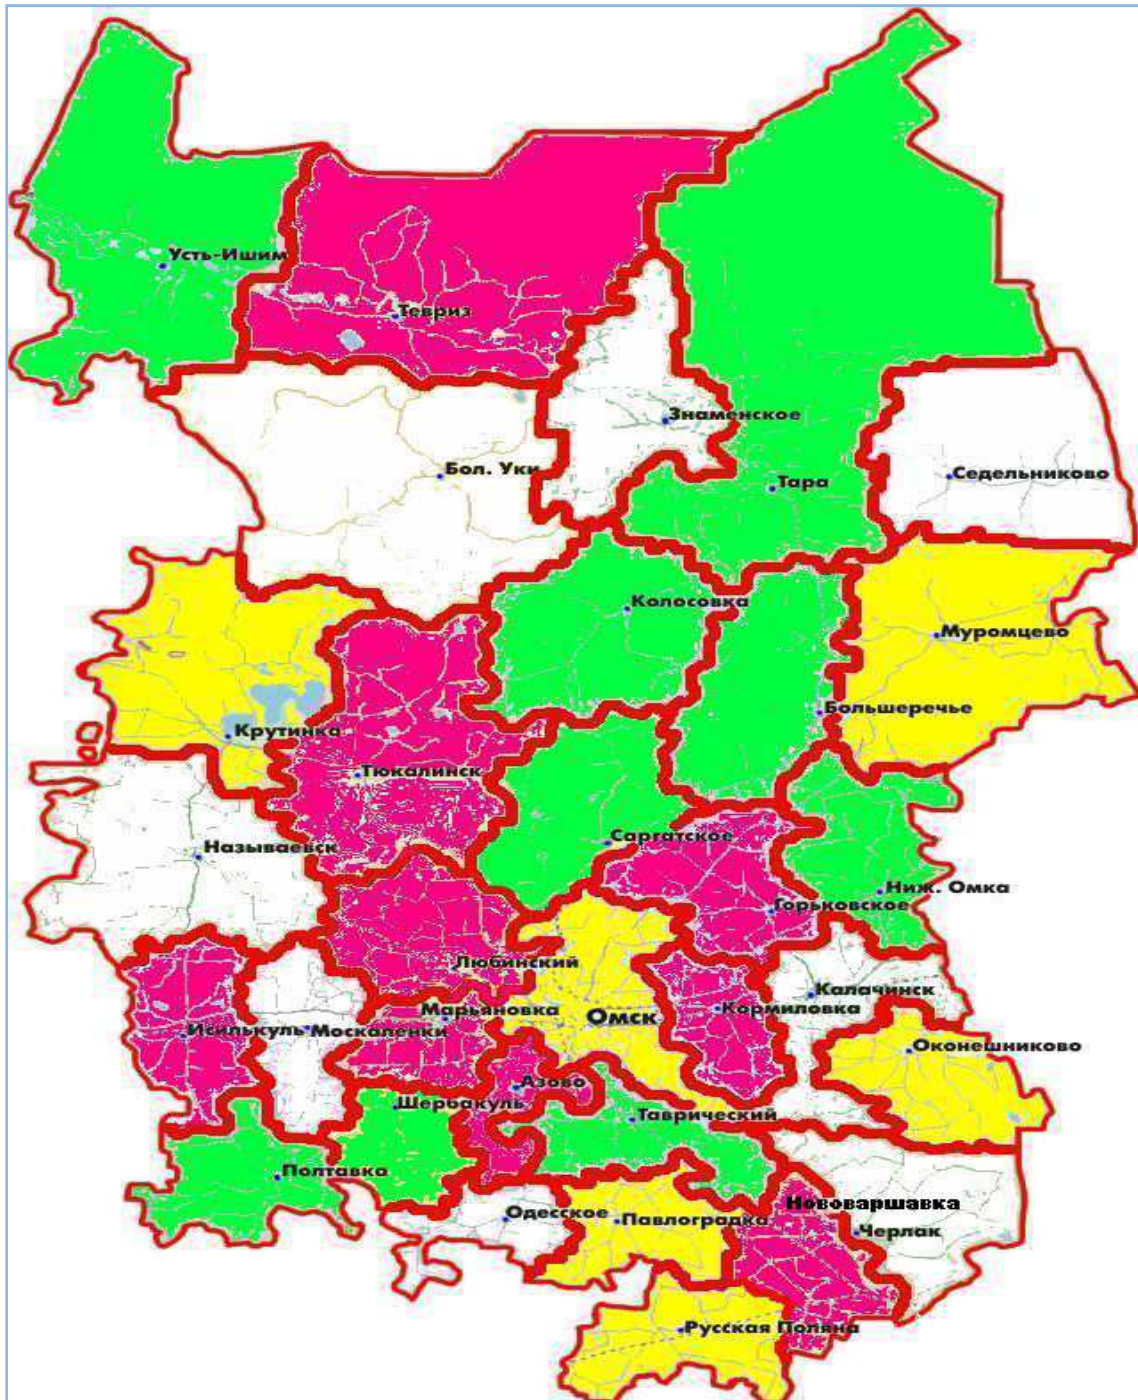 Усть-Ишим
Тевриз
Знаменское
Бол. Уки
Седельниково
Тара
Колосовка
Муромцево
Большеречье
Крутинка
Тюкалинск
Саргатское
Называевск
Ниж. Омка
Горьковское
Любинский
Калачинск
Марьяновка
Омск
Кормиловка
Исилькуль
Москаленки
Оконешниково
Азово
Шербакуль
Таврический
Полтавка
Нововаршавка
Одесское
Павлоградка
Черлак
Русская Поляна